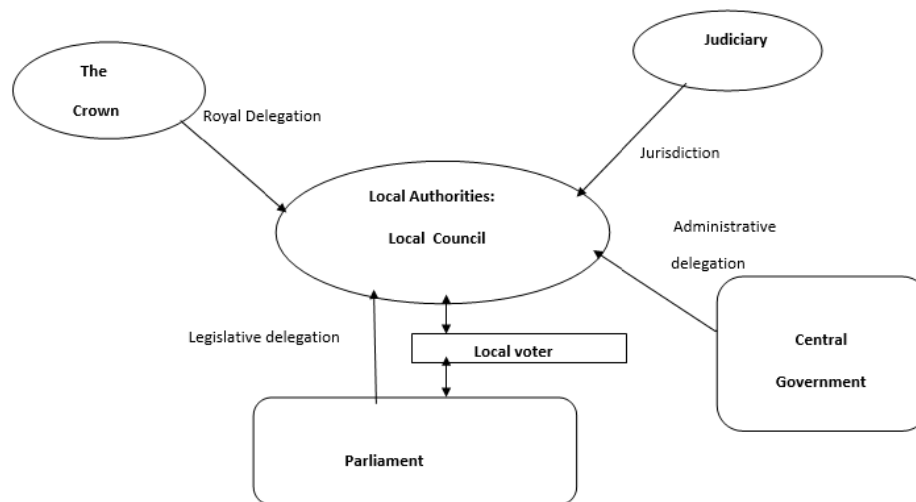 The
Crown
Judiciary
Royal Delegation
Jurisdiction
Local Authorities:
Local Council
Administrative
delegation
Legislative delegation
Local voter
Central
Government
Parliament